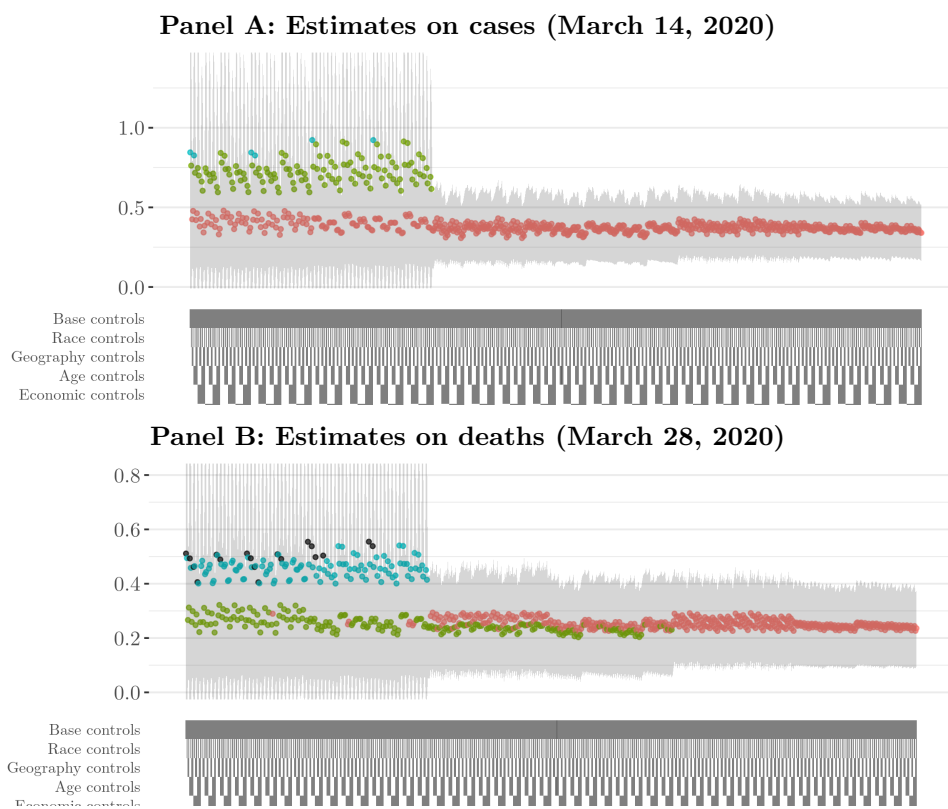 Panel A: Estimates on cases (March 14, 2020)
1.0
0.5
0.0
Base controls
Race controls
Geography controls
Age controls
Economic controls
Panel B: Estimates on deaths (March 28, 2020)
0.8
0.6
0.4
0.2
0.0
Base controls
Race controls
Geography controls
Age controls
Economic controls